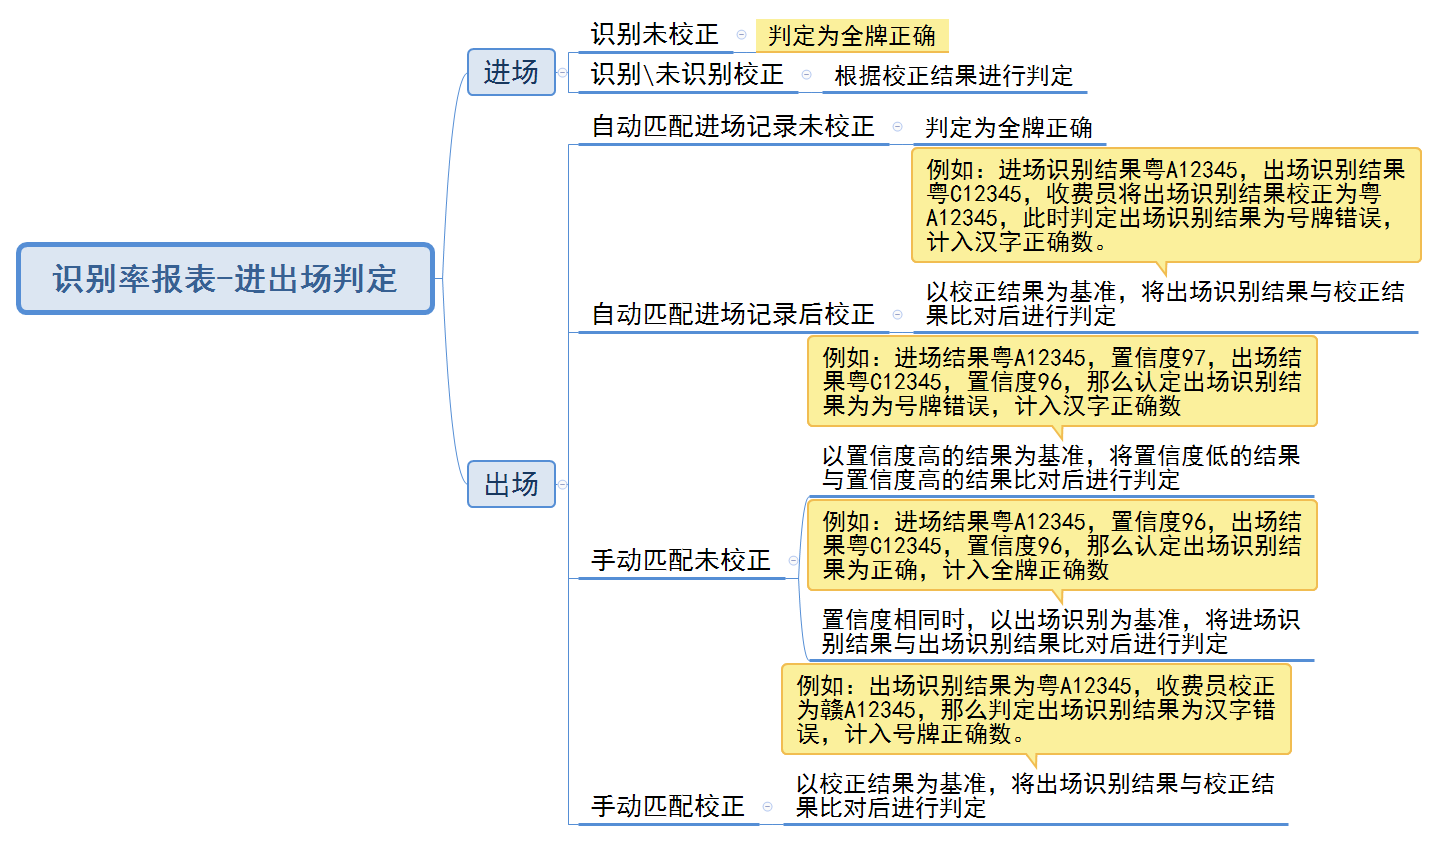 识别率报表-进出场判定
进场
识别未校正
判定为全牌正确
识别\未识别校正
根据校正结果进行判定
出场
自动匹配进场记录未校正
判定为全牌正确
例如：进场识别结果粤A12345，出场识别结果
粤C12345，收费员将出场识别结果校正为粤
A12345，此时判定出场识别结果为号牌错误，
计入汉字正确数。
自动匹配进场记录后校正
以校正结果为基准，将出场识别结果与校正结
果比对后进行判定
例如：进场结果粤A12345，置信度97，出场结
果粤C12345，置信度96，那么认定出场识别结
果为为号牌错误，计入汉字正确数
以置信度高的结果为基准，将置信度低的结果
与置信度高的结果比对后进行判定
手动匹配未校正
例如：进场结果粤A12345，置信度96，出场结
果粤C12345，置信度96，那么认定出场识别结
果为正确，计入全牌正确数
置信度相同时，以出场识别为基准，将进场识
别结果与出场识别结果比对后进行判定
例如：出场识别结果为粤A12345，收费员校正
为赣A12345，那么判定出场识别结果为汉字错
误，计入号牌正确数。
手动匹配校正
以校正结果为基准，将出场识别结果与校正结
果比对后进行判定